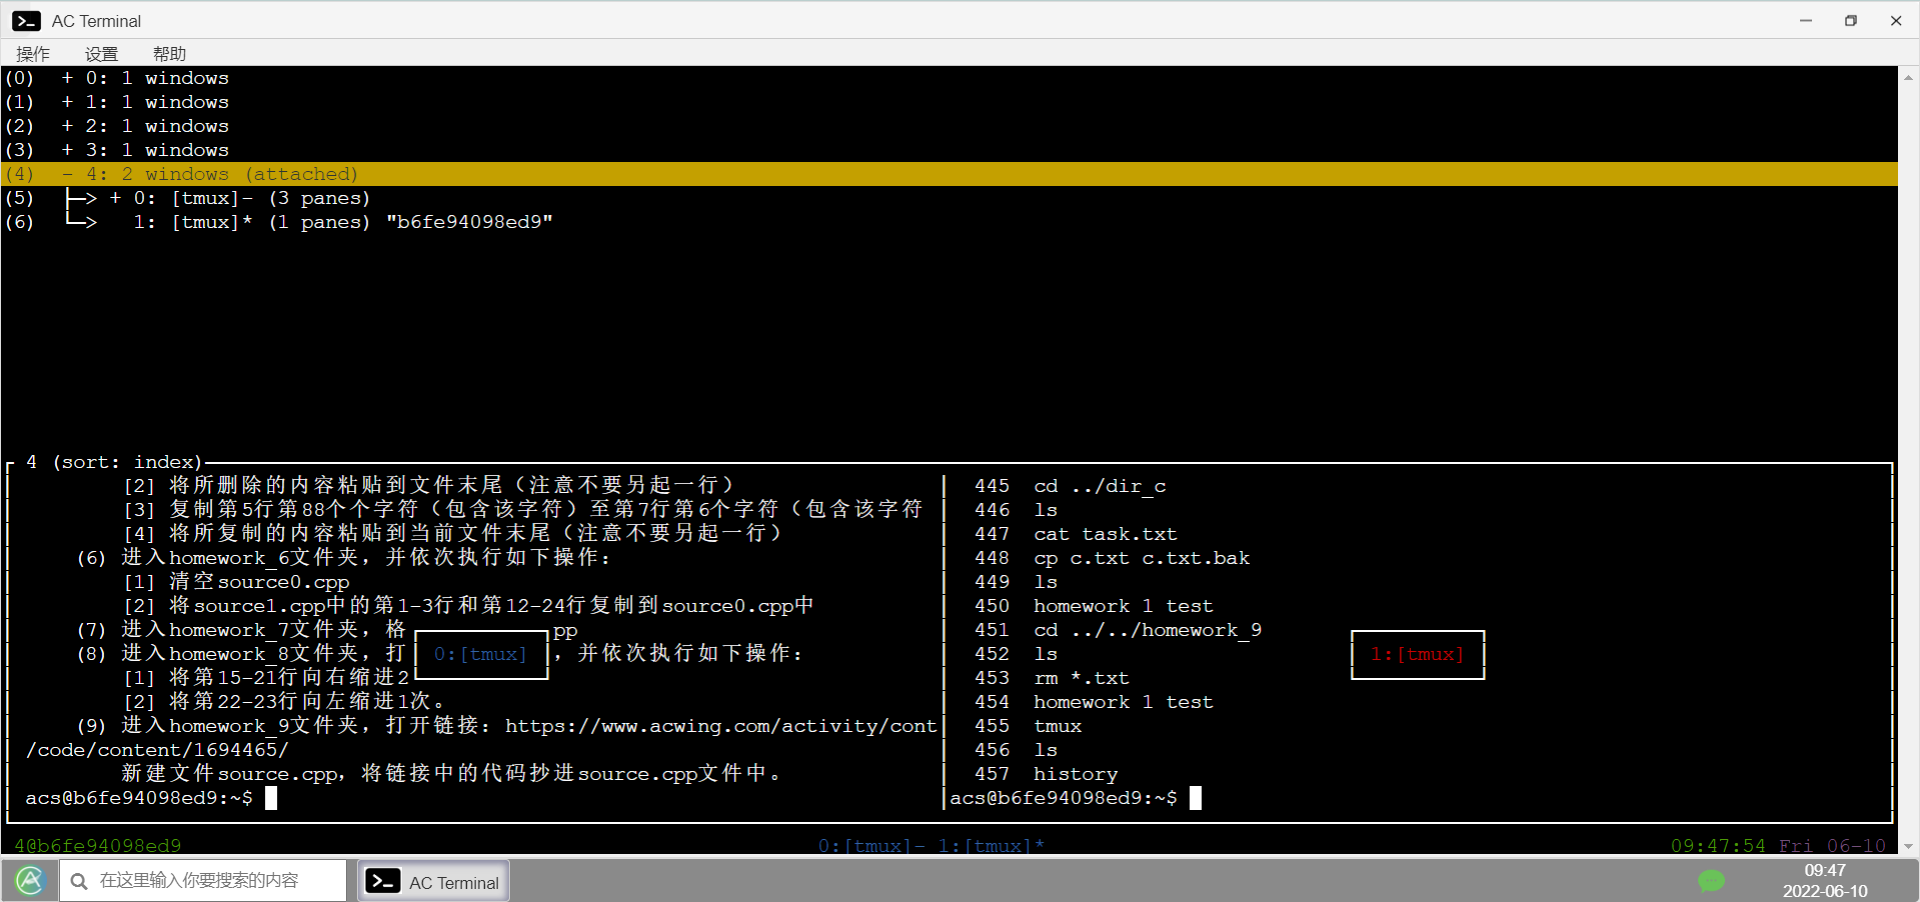 AC Terminal
操作 设置 帮助
(0) + 0: 1 windows
(1) + 1: 1 windows
(2) + 2: 1 windows
(3) + 3: 1 windows
(4) - 4: 2 windows (attached)
(5) ├─> + 0: [tmux]- (3 panes)
(6) └─> 1: [tmux]* (1 panes) "b6fe94098ed9"
4 (sort: index)
[2] 将所删除的内容粘贴到文件末尾（注意不要另起一行）
[3] 复制第5行第88个个字符（包含该字符）至第7行第6个字符（包含该字符
[4] 将所复制的内容粘贴到当前文件末尾（注意不要另起一行）
(6) 进入homework_6文件夹，并依次执行如下操作：
[1] 清空source0.cpp
[2] 将source1.cpp中的第1-3行和第12-24行复制到source0.cpp中
(7) 进入homework_7文件夹，格 pp
(8) 进入homework_8文件夹，打 0:[tmux] ，并依次执行如下操作：
[1] 将第15-21行向右缩进2
[2] 将第22-23行向左缩进1次。
(9) 进入homework_9文件夹，打开链接：https://www.acwing.com/activity/cont
/code/content/1694465/
新建文件source.cpp，将链接中的代码抄进source.cpp文件中。
acs@b6fe94098ed9:~$
445 cd ../dir_c
446 ls
447 cat task.txt
448 cp c.txt c.txt.bak
449 ls
450 homework 1 test
451 cd ../../homework_9
452 ls
1:[tmux]
453 rm *.txt
454 homework 1 test
455 tmux
456 ls
457 history
acs@b6fe94098ed9:~$
4@b6fe94098ed9 0:[tmux]- 1:[tmux]* 09:47:54 Fri 06-10
在这里输入你要搜索的内容
AC Terminal
09:47
2022-06-10